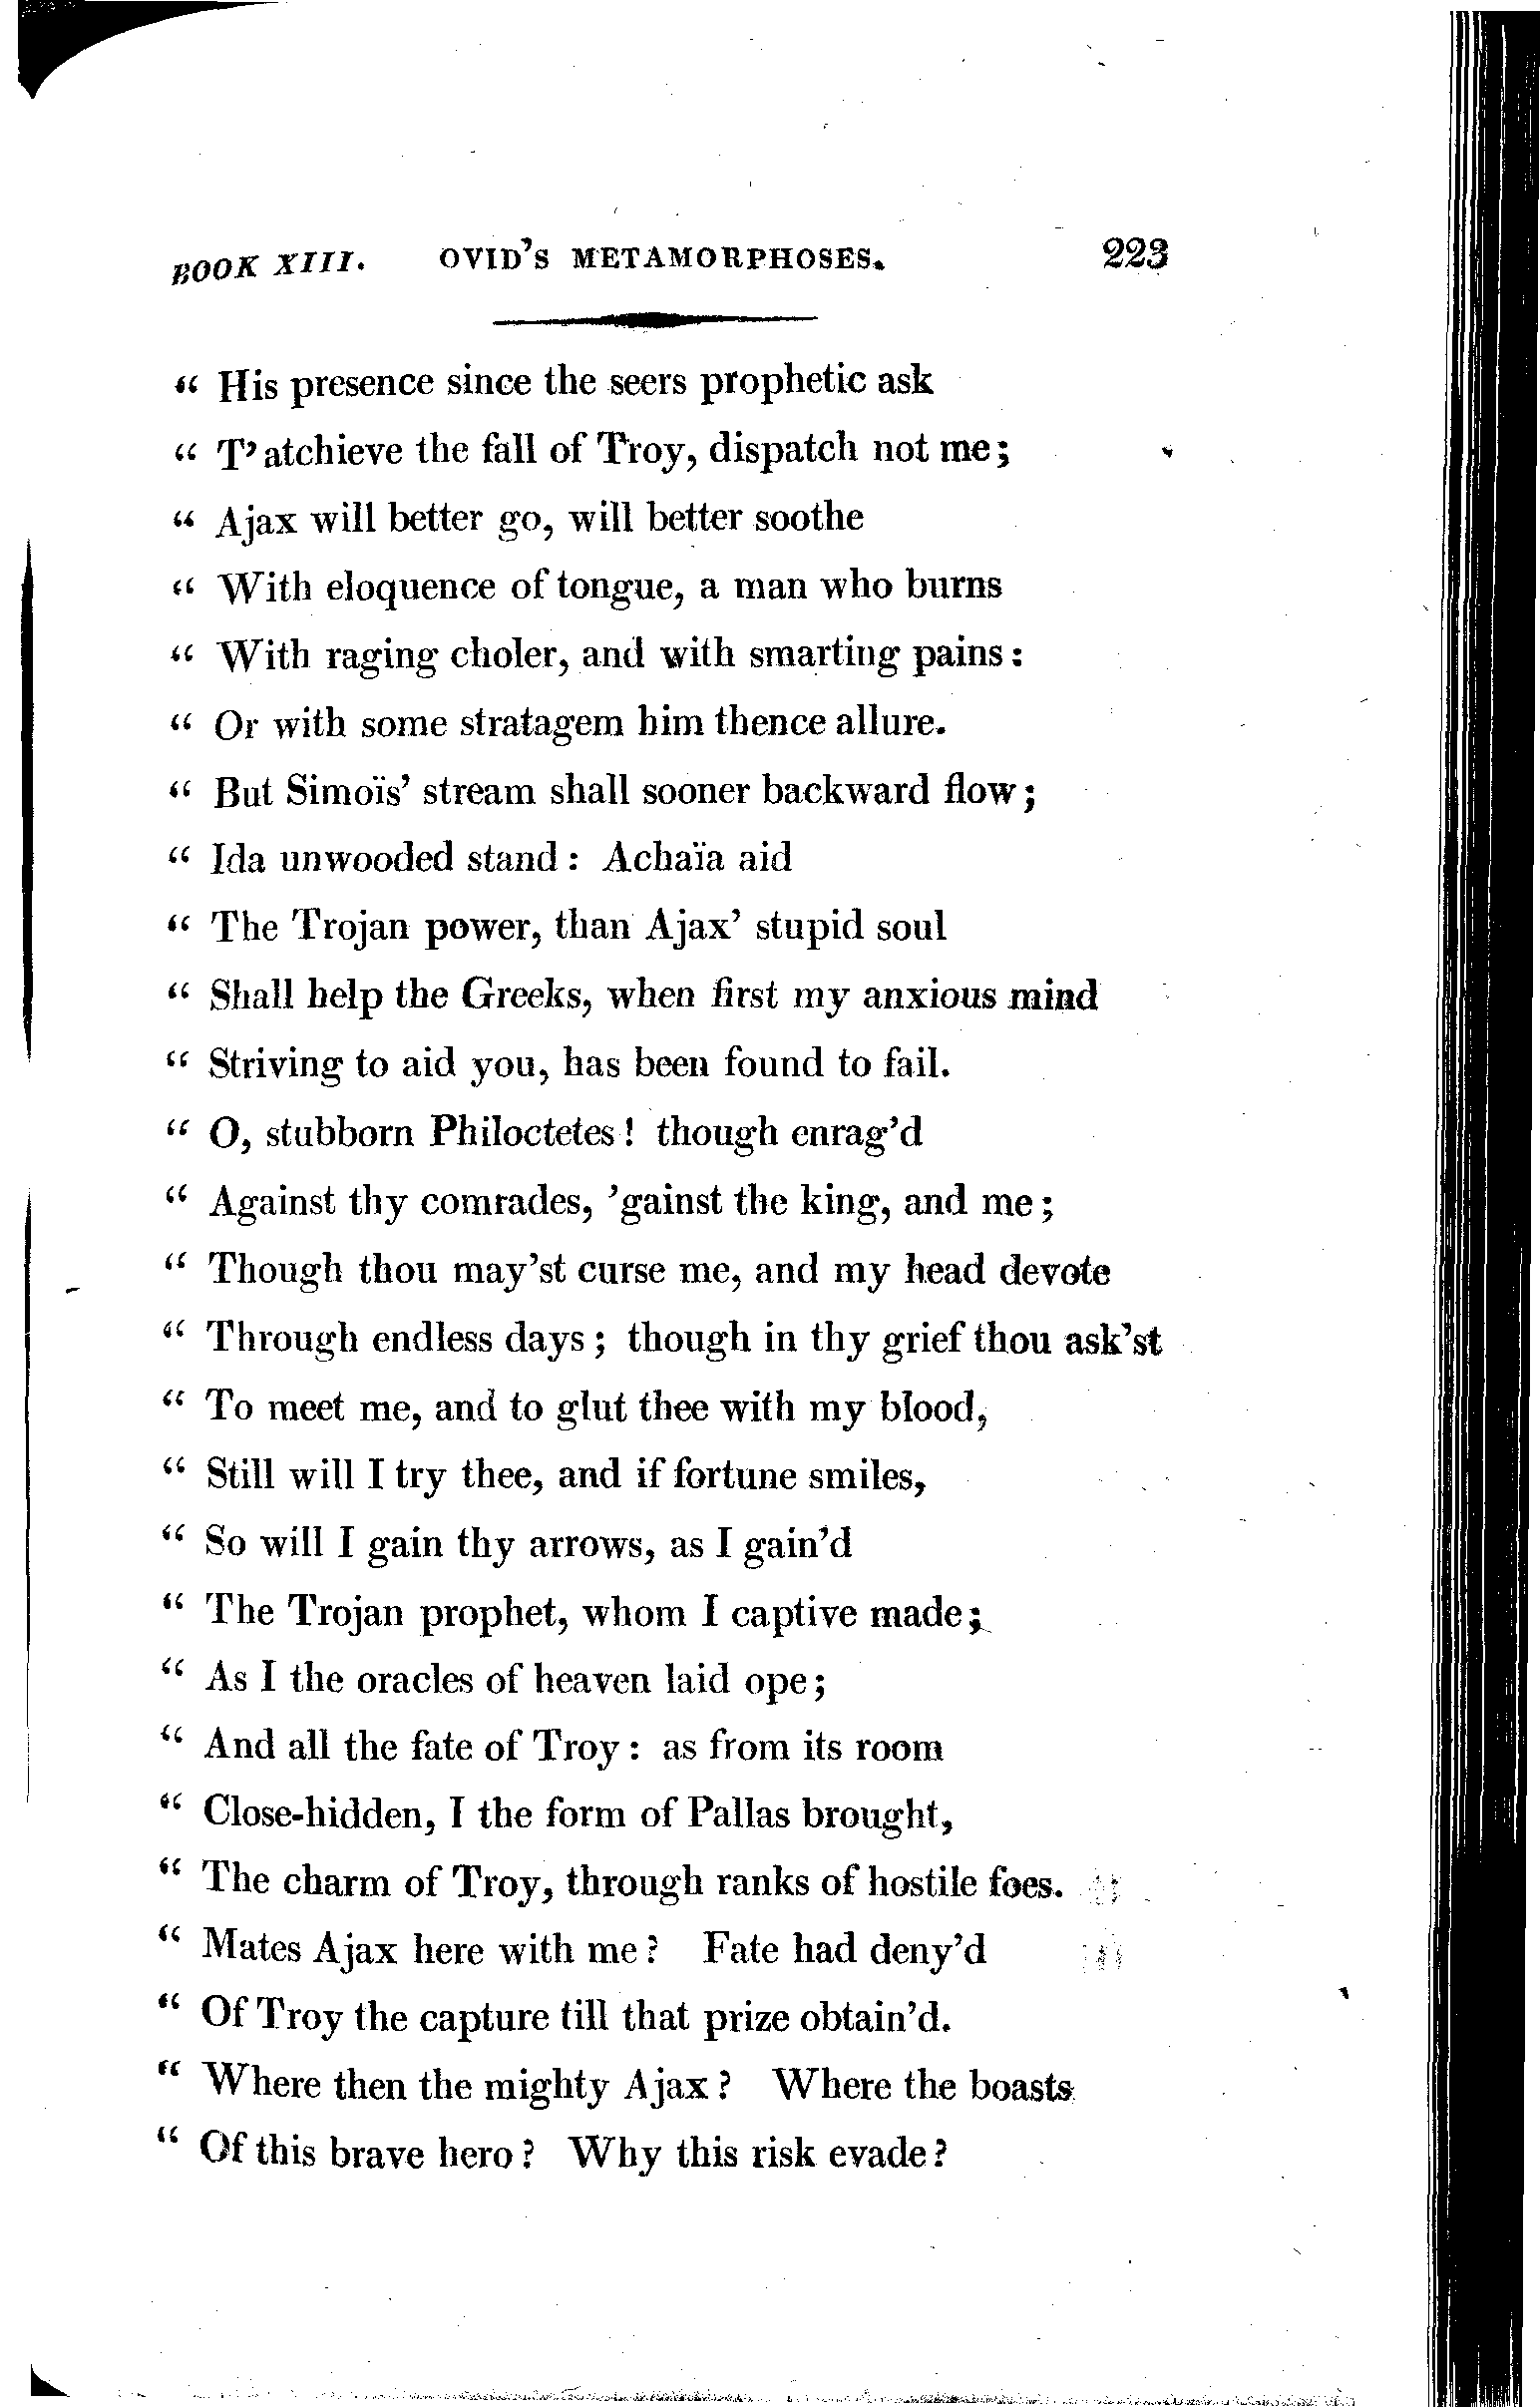 BOOK XIII. OVID'S METAMORPHOSES. 223
“ His presence since the seers prophetic ask
“ T' atchieve the fall of Troy, dispatch not me;
“ Ajax will better go, will better soothe
“ With eloquence of tongue, a man who burns
“ With raging choler, and with smarting pains:
“ Or with some stratagem him thence allure.
“ But Simoïs' stream shall sooner backward flow;
“ Ida unwooded stand: Achaïa aid
“ The Trojan power, than Ajax' stupid soul
“ Shall help the Greeks, when first my anxious mind
“ Striving to aid you, has been found to fail.
“ O, stubborn Philoctetes! though enrag'd
“ Against thy comrades, 'gainst the king, and me;
“ Though thou may'st curse me, and my head devote
“ Through endless days; though in thy grief thou ask'st
“ To meet me, and to glut thee with my blood,
“ Still will I try thee, and if fortune smiles,
“ So will I gain thy arrows, as I gain'd
“ The Trojan prophet, whom I captive made;
“ As I the oracles of heaven laid ope;
“ And all the fate of Troy: as from its room
“ Close-hidden, I the form of Pallas brought,
“ The charm of Troy, through ranks of hostile foes.
“ Mates Ajax here with me? Fate had deny'd
“ Of Troy the capture till that prize obtain'd.
“ Where then the mighty Ajax? Where the boasts
“ Of this brave hero? Why this risk evade?